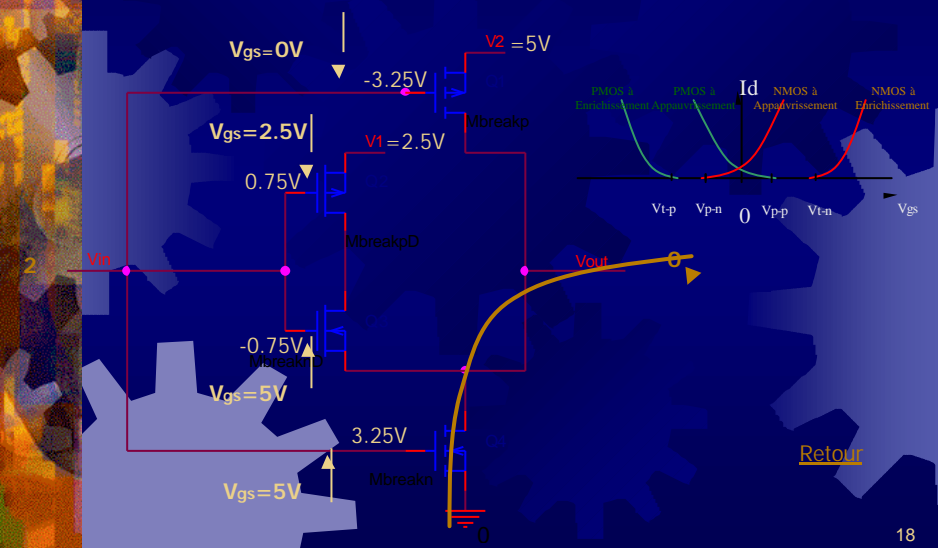 V2 =5V
Vgs=0V
-3.25V
Mbreakp
Vgs=2.5V
V1=2.5V
0.75V
MbreakpD
2
Vin
Vout
0
-0.75V
MbreaknD
Vgs=5V
3.25V
Mbreakn
Vgs=5V
0
PMOS à Enrichissement
PMOS à Appauvrissement
Id
NMOS à Appauvrissement
NMOS à Enrichissement
Vt-p
Vp-n
0
Vp-p
Vt-n
Vgs
Retour
18